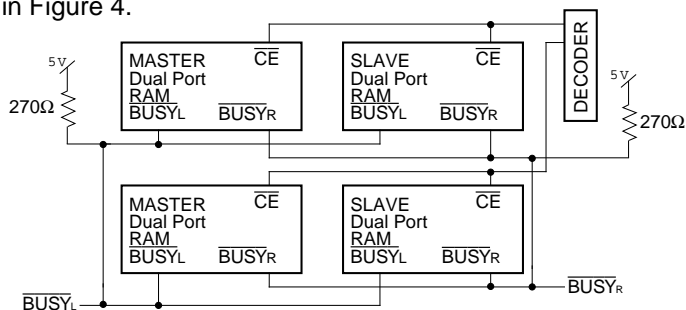 in Figure 4.
5V
270Ω
MASTER
Dual Port
RAM
BUSYL
CE
BUSYR
SLAVE
Dual Port
RAM
BUSYL
CE
BUSYR
DECODER
5V
270Ω
MASTER
Dual Port
RAM
BUSYL
CE
BUSYR
SLAVE
Dual Port
RAM
BUSYL
CE
BUSYR
BUSYL
BUSYR